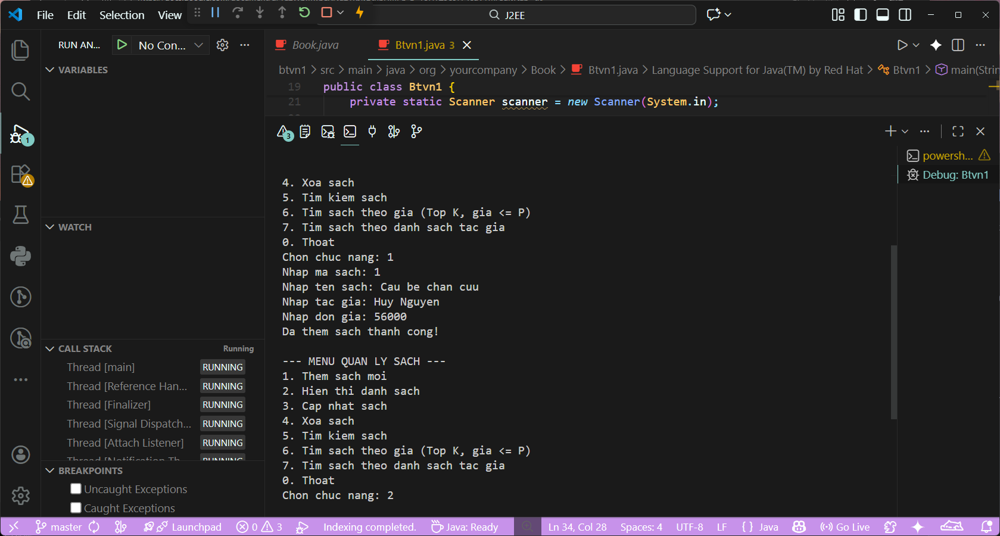 File Edit Selection View J2EE
RUN AN... No Con...
VARIABLES
WATCH
CALL STACK Running
Thread [main] RUNNING
Thread [Reference Han... RUNNING
Thread [Finalizer] RUNNING
Thread [Signal Dispatch... RUNNING
Thread [Attach Listener] RUNNING
Thread [Notification Th... RUNNING
BREAKPOINTS
Uncaught Exceptions
Caught Exceptions
1
Book.java Btvn1.java 3
btvn1 > src > main > java > org > yourcompany > Book > Btvn1.java > Language Support for Java(TM) by Red Hat > Btvn1 > main(Strin
19 public class Btvn1 {
21 private static Scanner scanner = new Scanner(System.in);
3
powersh...
Debug: Btvn1
4. Xoa sach
5. Tim kiem sach
6. Tim sach theo gia (Top K, gia <= P)
7. Tim sach theo danh sach tac gia
0. Thoat
Chon chuc nang: 1
Nhap ma sach: 1
Nhap ten sach: Cau be chan cuu
Nhap tac gia: Huy Nguyen
Nhap don gia: 56000
Da them sach thanh cong!
--- MENU QUAN LY SACH ---
1. Them sach moi
2. Hien thi danh sach
3. Cap nhat sach
4. Xoa sach
5. Tim kiem sach
6. Tim sach theo gia (Top K, gia <= P)
7. Tim sach theo danh sach tac gia
0. Thoat
Chon chuc nang: 2
master Launchpad 0 3 Indexing completed. Java: Ready Ln 34, Col 28 Spaces: 4 UTF-8 LF { } Java Go Live